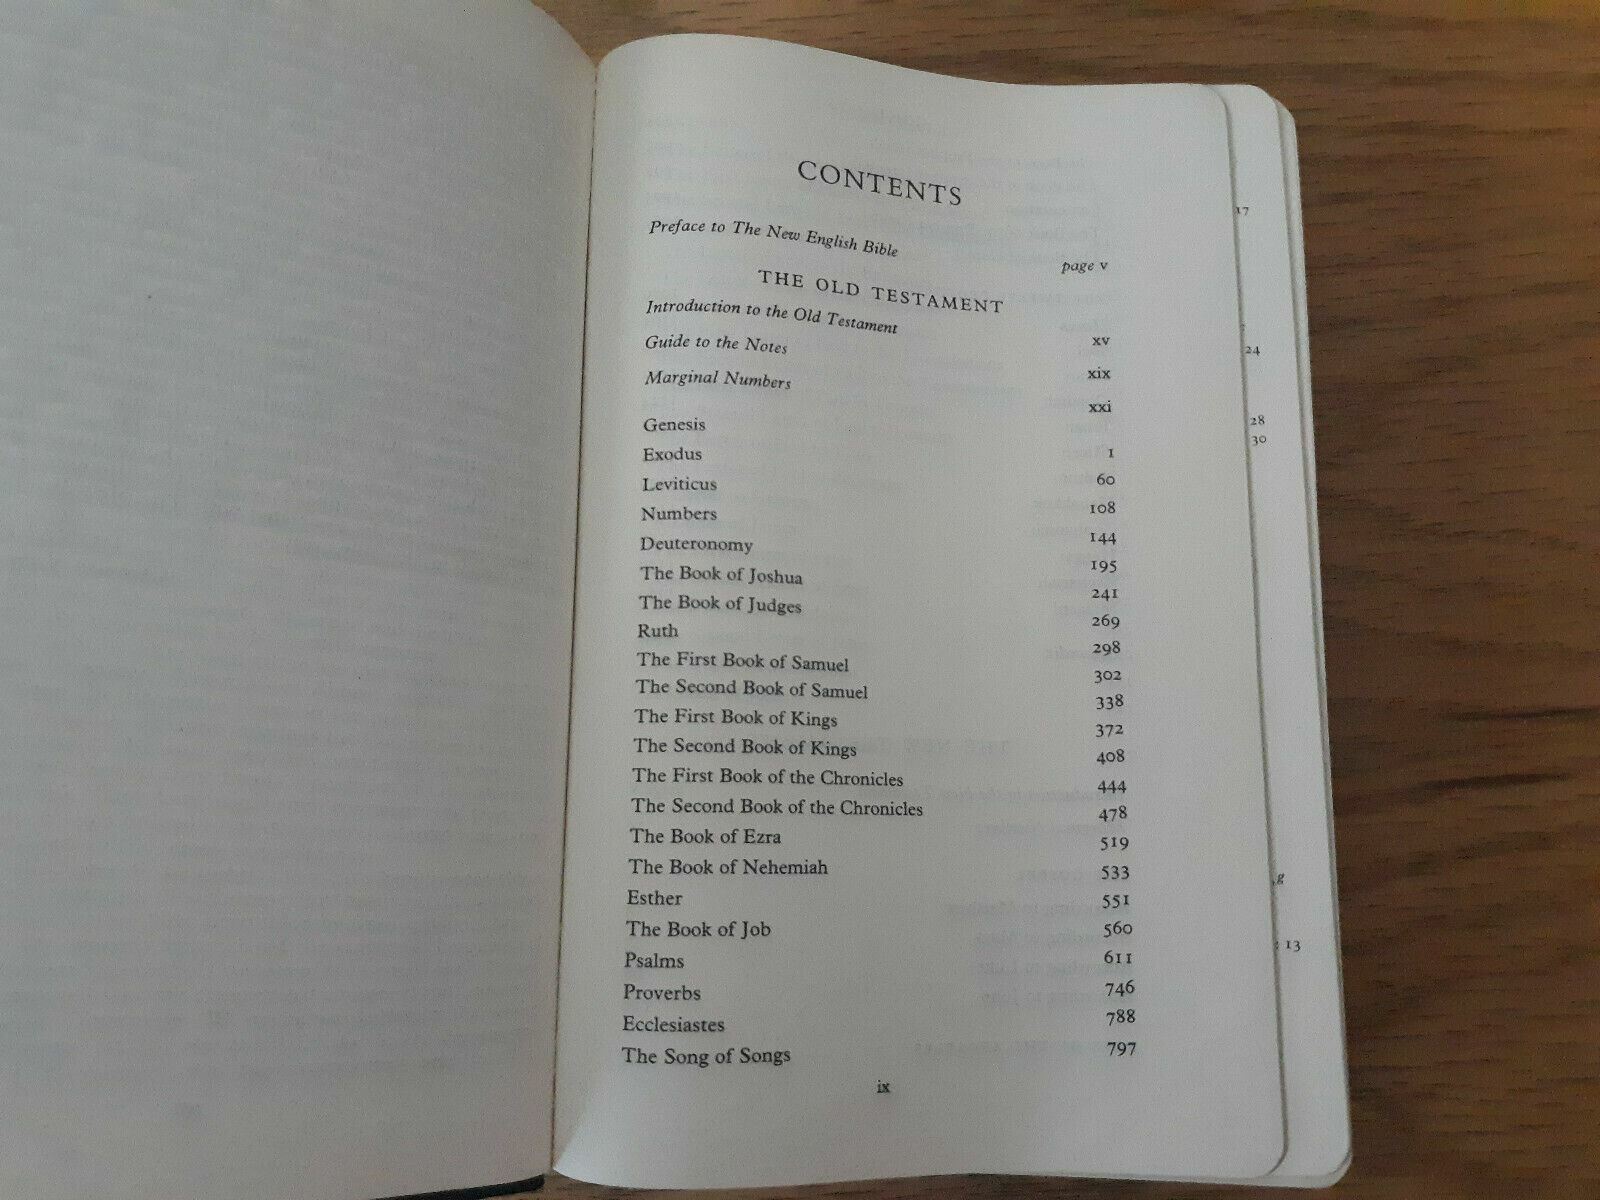 CONTENTS
Preface to The New English Bible page v
THE OLD TESTAMENT
Introduction to the Old Testament xv
Guide to the Notes xix
Marginal Numbers xxi
Genesis 1
Exodus 60
Leviticus 108
Numbers 144
Deuteronomy 195
The Book of Joshua 241
The Book of Judges 269
Ruth 298
The First Book of Samuel 302
The Second Book of Samuel 338
The First Book of Kings 372
The Second Book of Kings 408
The First Book of the Chronicles 444
The Second Book of the Chronicles 478
The Book of Ezra 519
The Book of Nehemiah 533
Esther 551
The Book of Job 560
Psalms 611
Proverbs 746
Ecclesiastes 788
The Song of Songs 797
ix
17
24
28
30
g
13